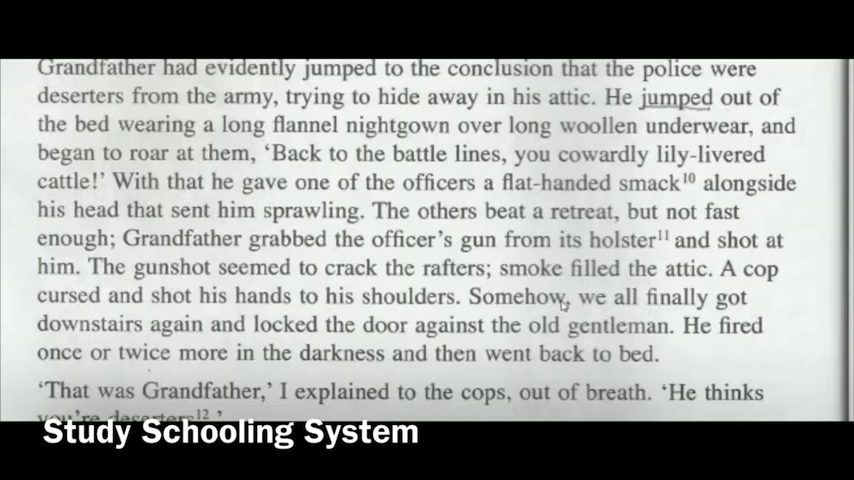 Grandfather had evidently jumped to the conclusion that the police were
deserters from the army, trying to hide away in his attic. He jumped out of
the bed wearing a long flannel nightgown over long woollen underwear, and
began to roar at them, ‘Back to the battle lines, you cowardly lily-livered
cattle!’ With that he gave one of the officers a flat-handed smack¹⁰ alongside
his head that sent him sprawling. The others beat a retreat, but not fast
enough; Grandfather grabbed the officer’s gun from its holster¹¹ and shot at
him. The gunshot seemed to crack the rafters; smoke filled the attic. A cop
cursed and shot his hands to his shoulders. Somehow, we all finally got
downstairs again and locked the door against the old gentleman. He fired
once or twice more in the darkness and then went back to bed.
‘That was Grandfather,’ I explained to the cops, out of breath. ‘He thinks
you’re deserters¹².’
Study Schooling System